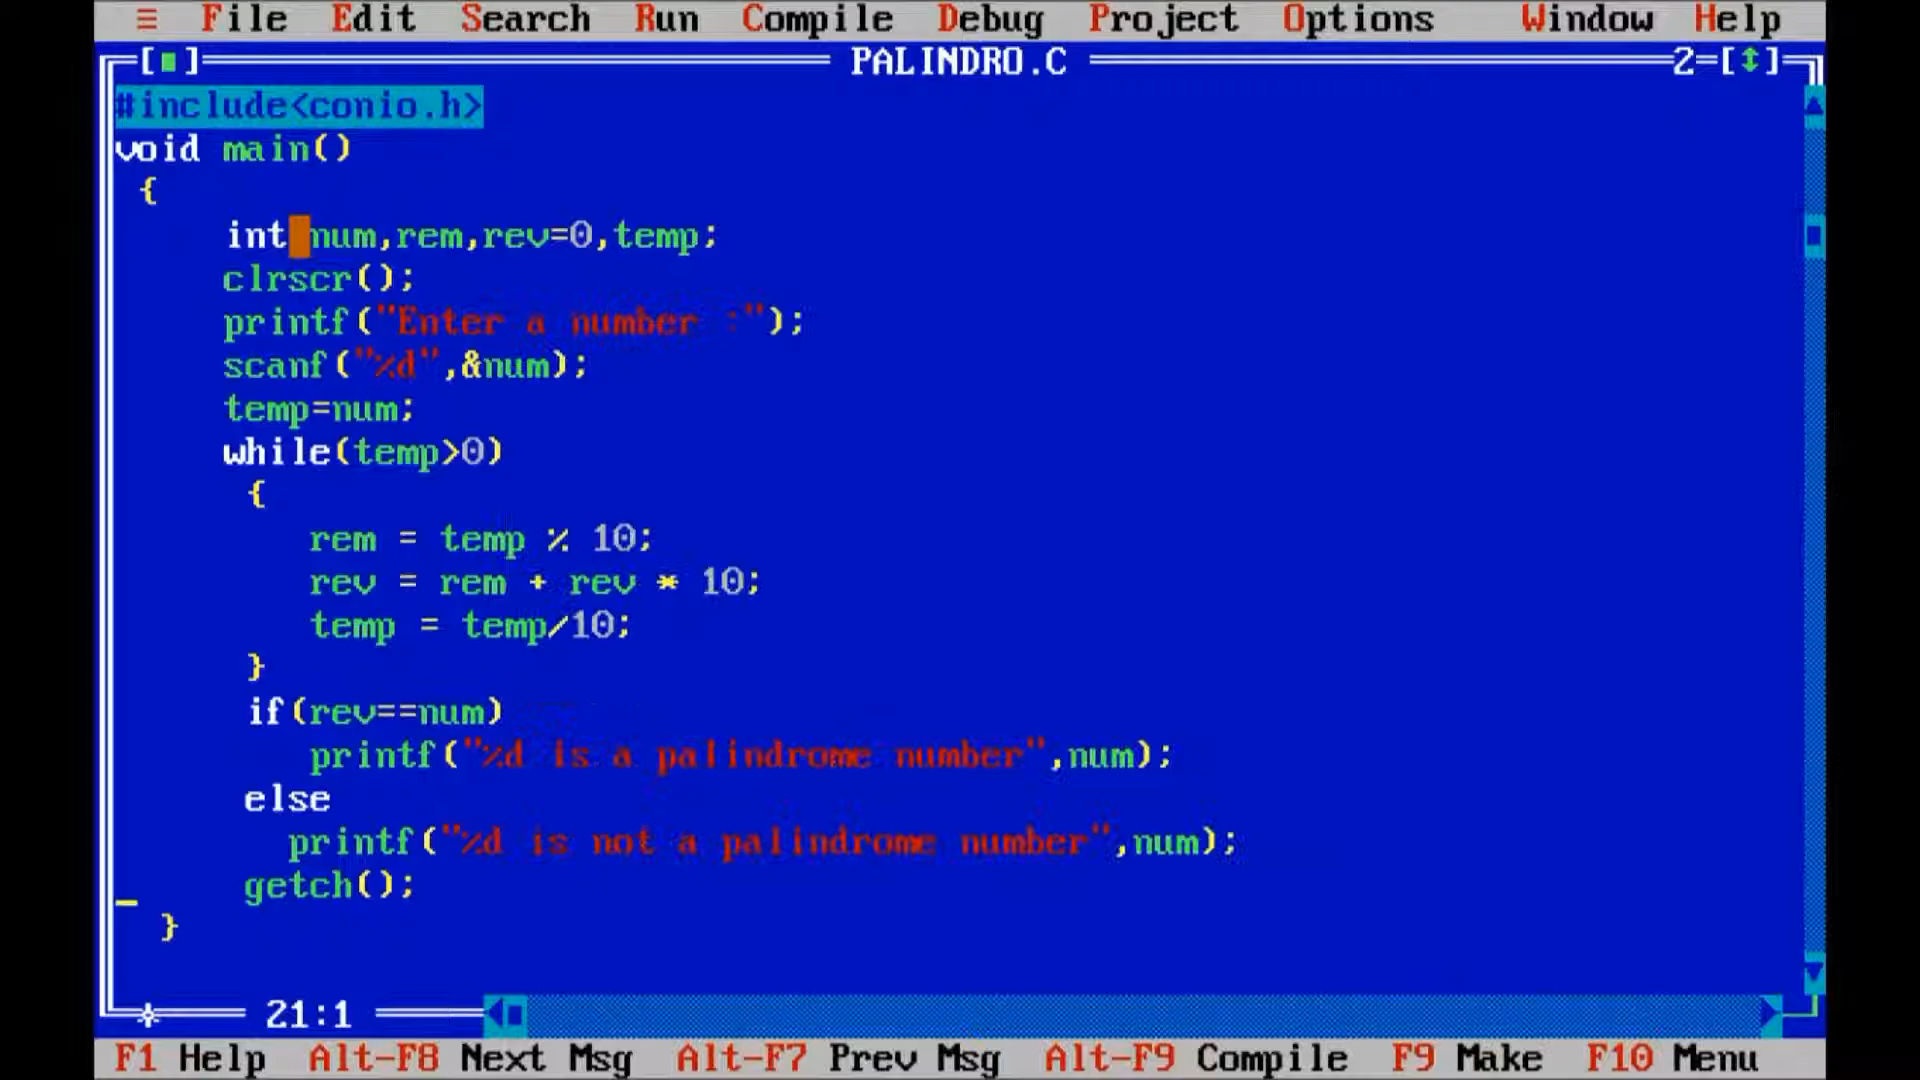 ≡ File Edit Search Run Compile Debug Project Options Window Help
[■] PALINDRO.C 2=[↕]
#include<conio.h>
void main()
{
int num,rem,rev=0,temp;
clrscr();
printf("Enter a number :");
scanf("%d",&num);
temp=num;
while(temp>0)
{
rem = temp % 10;
rev = rem + rev * 10;
temp = temp/10;
}
if(rev==num)
printf("%d is a palindrome number",num);
else
printf("%d is not a palindrome number",num);
getch();
}
21:1
F1 Help Alt-F8 Next Msg Alt-F7 Prev Msg Alt-F9 Compile F9 Make F10 Menu